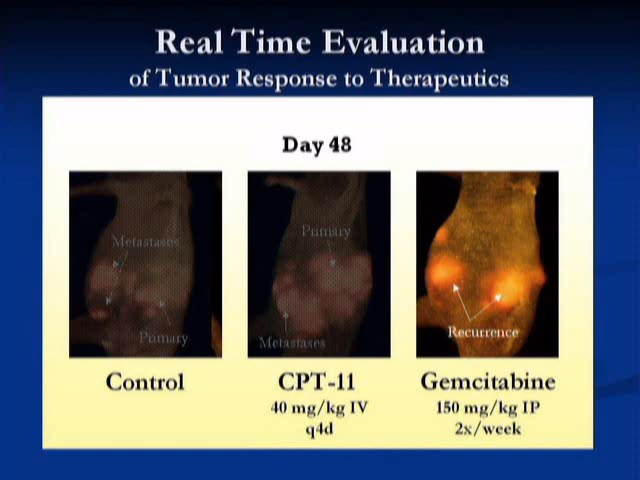 Real Time Evaluation
of Tumor Response to Therapeutics
Day 48
Metastases
Primary
Primary
Metastases
Recurrence
Control
CPT-11
40 mg/kg IV
q4d
Gemcitabine
150 mg/kg IP
2x/week